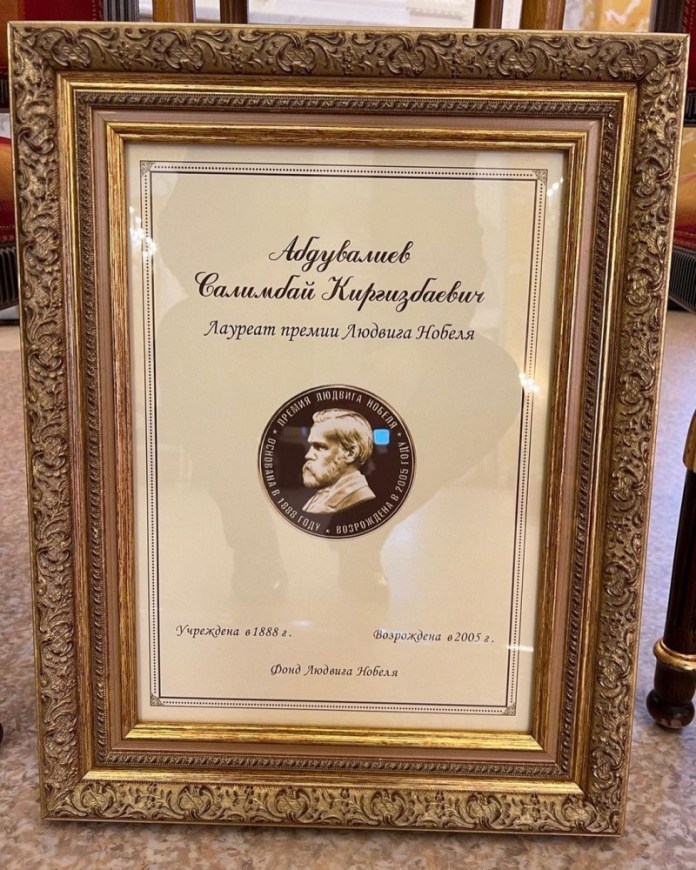 Абдувалиев
Салимбай Киргизбаевич
Лауреат премии Людвига Нобеля
ПРЕМИЯ ЛЮДВИГА НОБЕЛЯ
ОСНОВАНА В 1888 ГОДУ • ВОЗРОЖДЕНА В 2005 ГОДУ
Учреждена в 1888 г.
Возрождена в 2005 г.
Фонд Людвига Нобеля